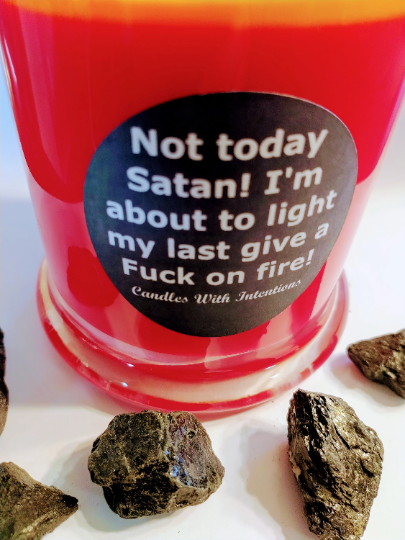 Not today
Satan! I'm
about to light
my last give a
Fuck on fire!
Candles With Intentions